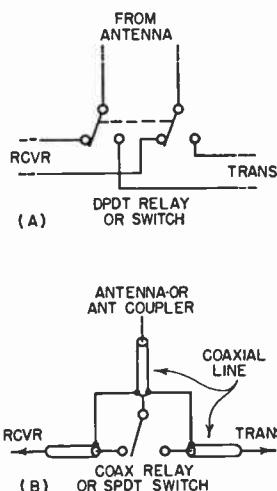 FROM
ANTENNA
RCVR
TRANS
DPDT RELAY
OR SWITCH
(A)
ANTENNA-OR
ANT COUPLER
COAXIAL
LINE
RCVR
TRANS
COAX RELAY
OR SPDT SWITCH
(B)